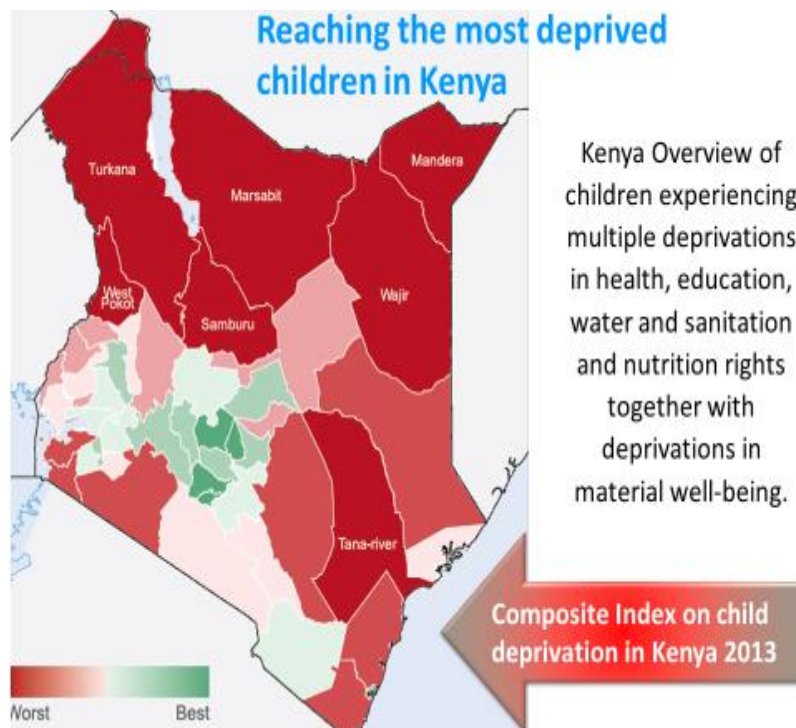 Reaching the most deprived
children in Kenya
Mandera
Turkana
Marsabit
West
Pokot
Wajir
Samburu
Tana-river
Kenya Overview of
children experiencing
multiple deprivations
in health, education,
water and sanitation
and nutrition rights
together with
deprivations in
material well-being.
Composite Index on child
deprivation in Kenya 2013
Worst
Best